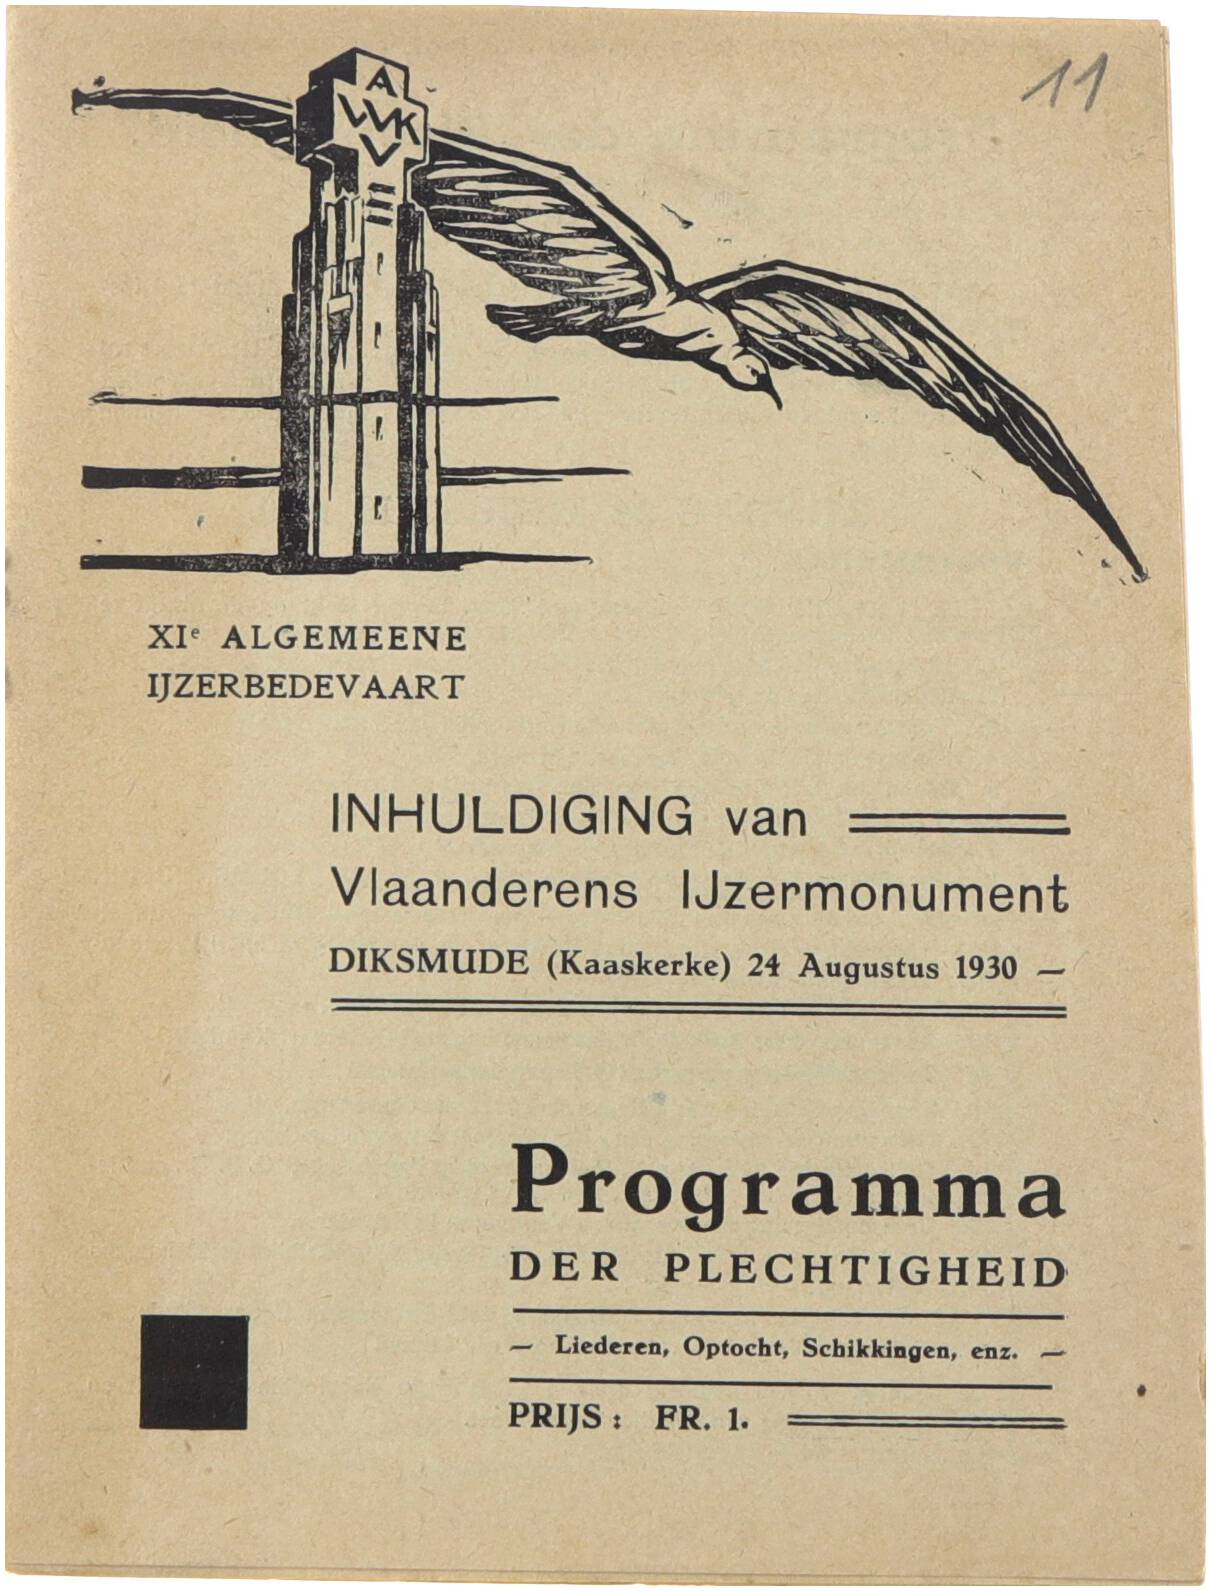 11
A
VVK
V
XIe ALGEMEENE
IJZERBEDEVAART
INHULDIGING van
Vlaanderens IJzermonument
DIKSMUDE (Kaaskerke) 24 Augustus 1930 —
Programma
DER PLECHTIGHEID
— Liederen, Optocht, Schikkingen, enz. —
PRIJS : FR. 1.